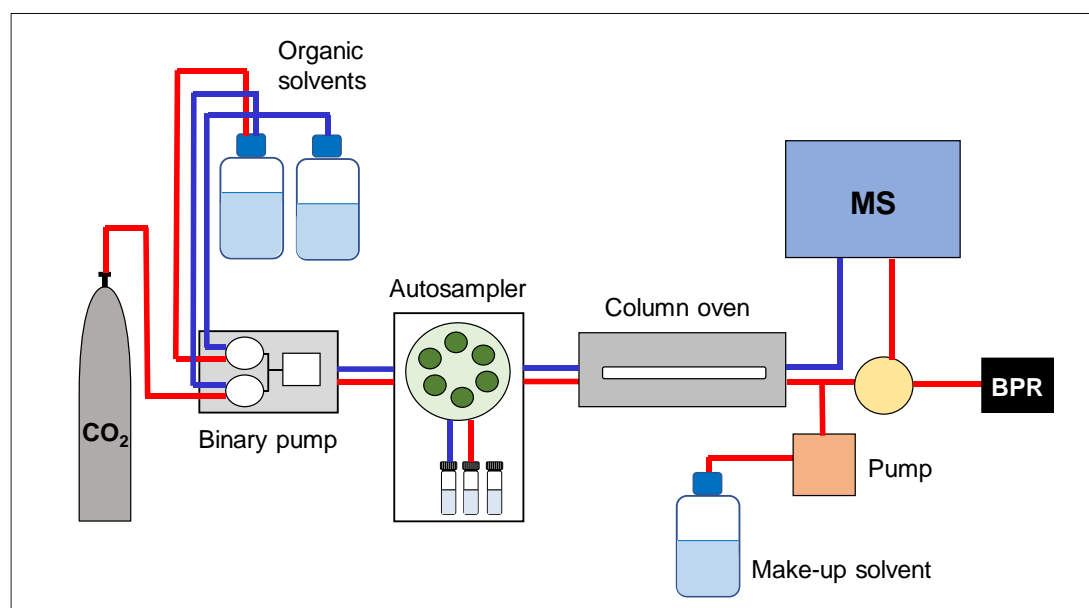 Organic
solvents
MS
Autosampler
Column oven
CO₂
Binary pump
BPR
Pump
Make-up solvent